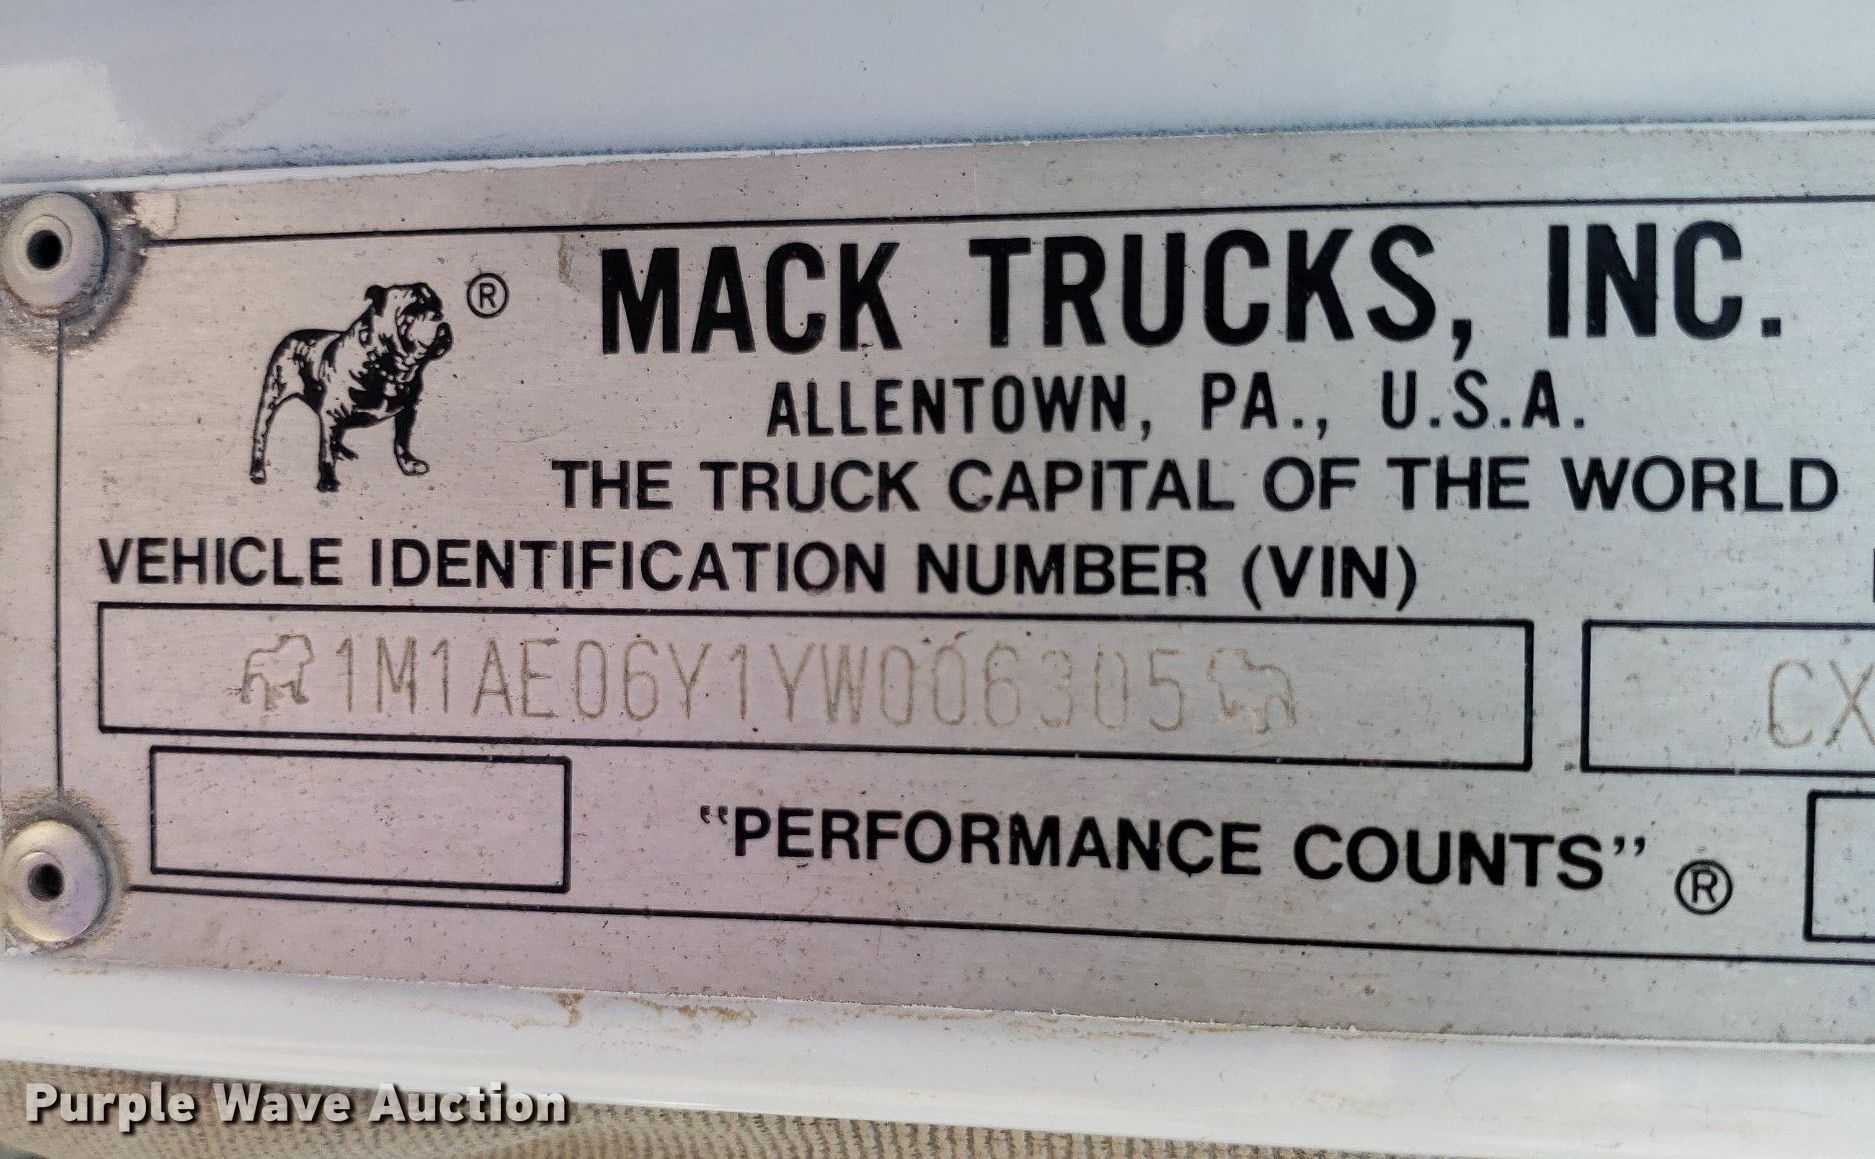 ® MACK TRUCKS, INC.
ALLENTOWN, PA., U.S.A.
THE TRUCK CAPITAL OF THE WORLD
VEHICLE IDENTIFICATION NUMBER (VIN)
1M1AE06Y1YW006305
CX
"PERFORMANCE COUNTS" ®
Purple Wave Auction